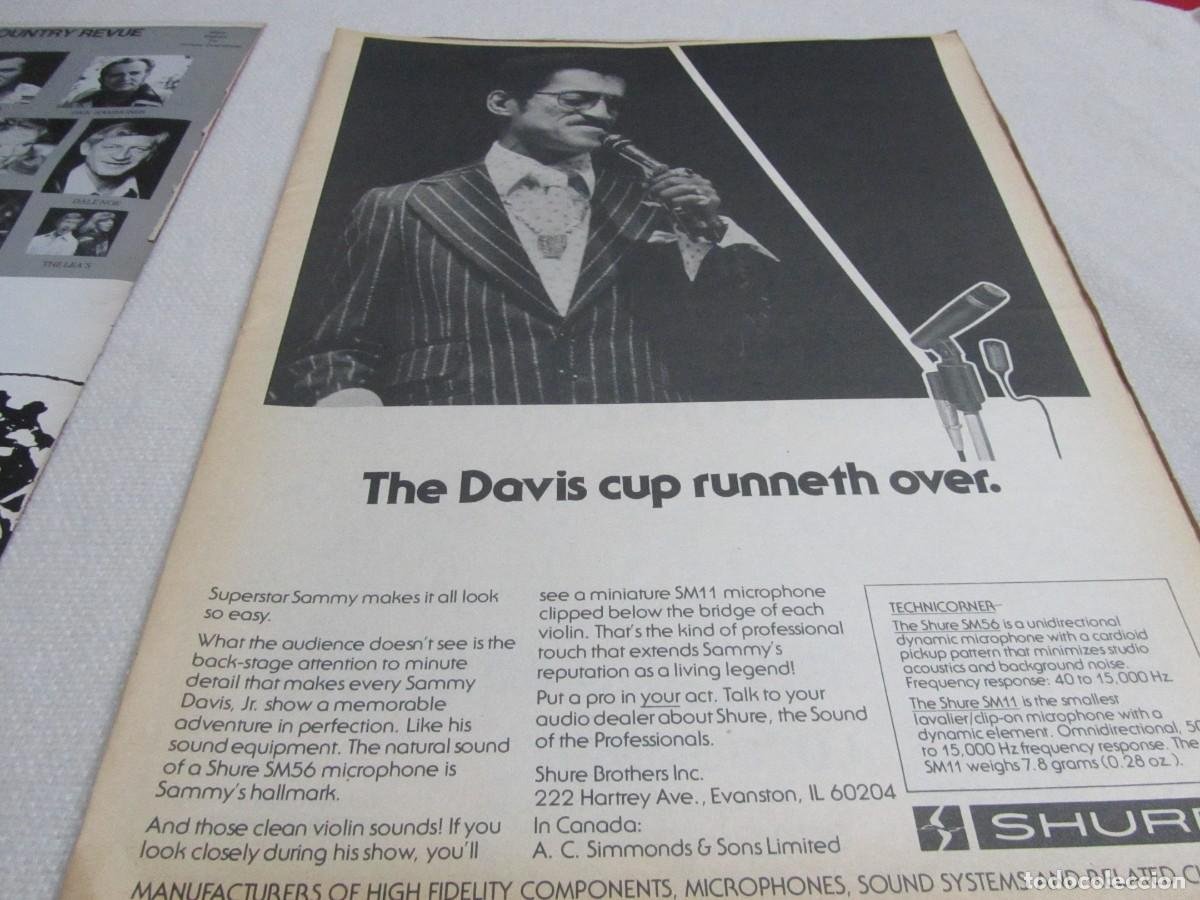 COUNTRY REVUE
DALE NOE
THE LEA'S
The Davis cup runneth over.
Superstar Sammy makes it all look
so easy.
What the audience doesn't see is the
back-stage attention to minute
detail that makes every Sammy
Davis, Jr. show a memorable
adventure in perfection. Like his
sound equipment. The natural sound
of a Shure SM56 microphone is
Sammy's hallmark.
And those clean violin sounds! If you
look closely during his show, you'll
see a miniature SM11 microphone
clipped below the bridge of each
violin. That's the kind of professional
touch that extends Sammy's
reputation as a living legend!
Put a pro in your act. Talk to your
audio dealer about Shure, the Sound
of the Professionals.
Shure Brothers Inc.
222 Hartrey Ave., Evanston, IL 60204
In Canada:
A. C. Simmonds & Sons Limited
TECHNICORNER
The Shure SM56 is a unidirectional
dynamic microphone with a cardioid
pickup pattern that minimizes studio
acoustics and background noise.
Frequency response: 40 to 15,000 Hz.
The Shure SM11 is the smallest
lavalier/clip-on microphone with a
dynamic element. Omnidirectional, 50
to 15,000 Hz frequency response. The
SM11 weighs 7.8 grams (0.28 oz.).
SHURE
MANUFACTURERS OF HIGH FIDELITY COMPONENTS, MICROPHONES, SOUND SYSTEMS AND RELATED CI
todocoleccion